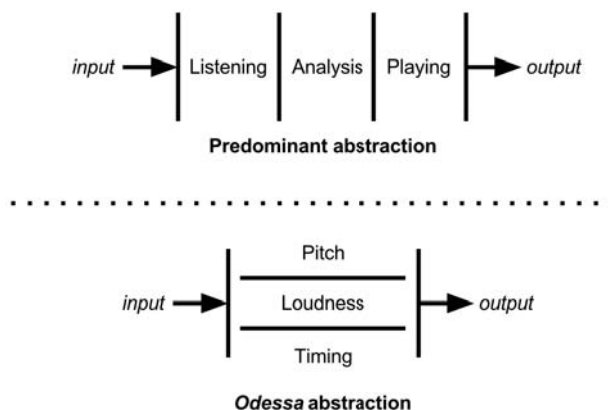 input Listening Analysis Playing output
Predominant abstraction
Pitch
input Loudness output
Timing
Odessa abstraction